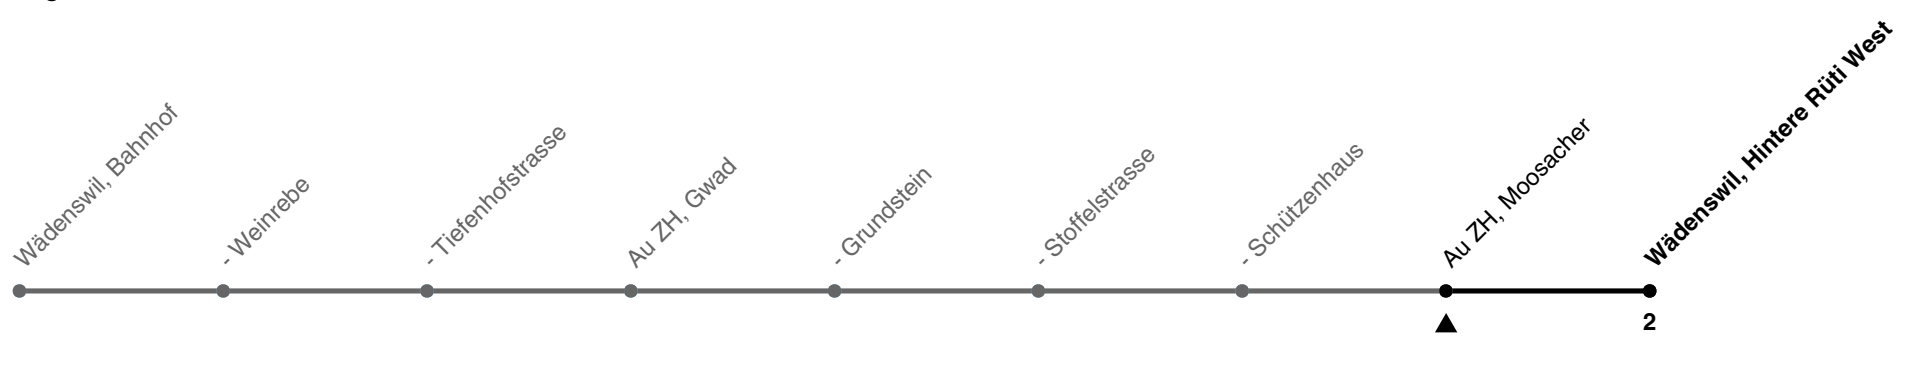 Wädenswil, Bahnhof
- Weinrebe
- Tiefenhofstrasse
Au ZH, Gwad
- Grundstein
- Stoffelstrasse
- Schützenhaus
Au ZH, Moosacher
Wädenswil, Hintere Rüti West
2